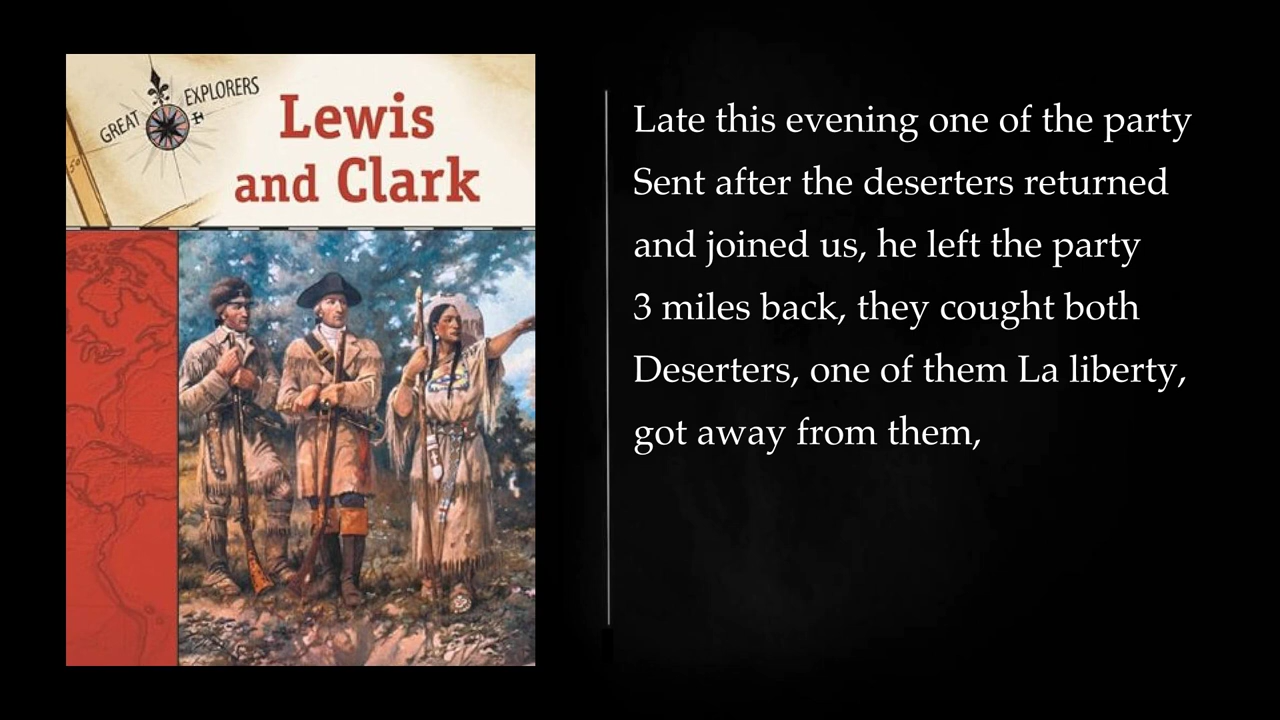 GREAT EXPLORERS
Lewis
and Clark
50
Late this evening one of the party
Sent after the deserters returned
and joined us, he left the party
3 miles back, they cought both
Deserters, one of them La liberty,
got away from them,